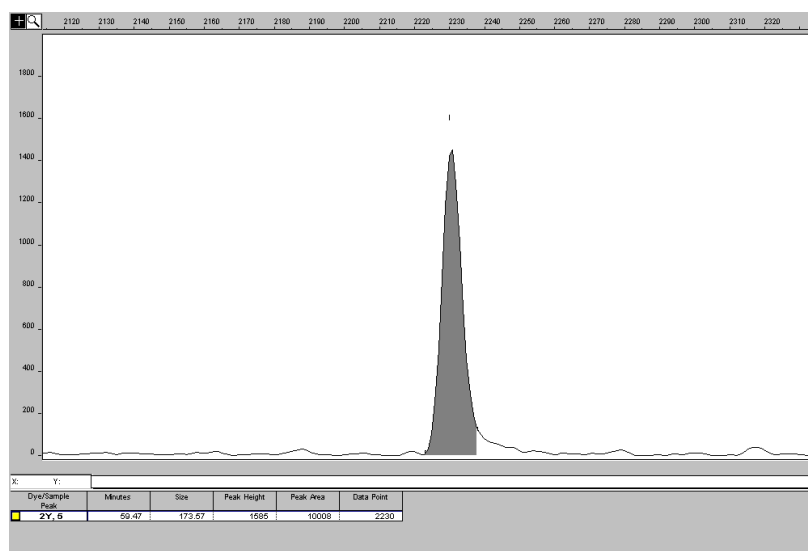 2120 2130 2140 2150 2160 2170 2180 2190 2200 2210 2220 2230 2240 2250 2260 2270 2280 2290 2300 2310 2320
1800
1600
1400
1200
1000
800
600
400
200
0
X: Y:
Dye/Sample Peak Minutes Size Peak Height Peak Area Data Point
2Y, 5 59.47 173.57 1585 10008 2230